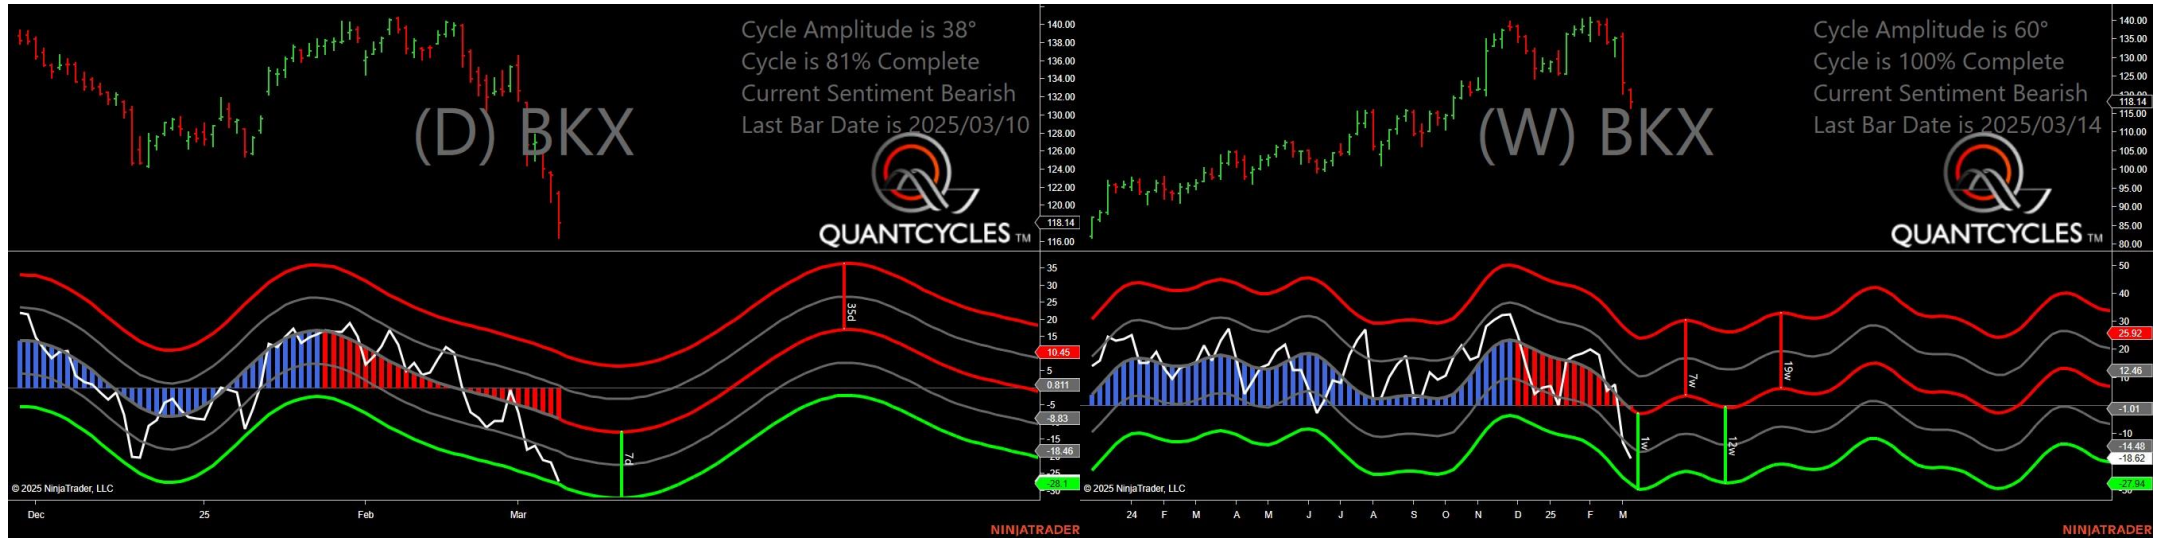 Cycle Amplitude is 38°
Cycle is 81% Complete
Current Sentiment Bearish
Last Bar Date is 2025/03/10
(D) BKX
QUANTCYCLES TM
140.00
138.00
136.00
134.00
132.00
130.00
128.00
126.00
124.00
122.00
120.00
118.14
116.00
35
30
25
20
15
10.45
5
0.811
-5
-8.83
-15
-18.46
-28.1
35d
7d
© 2025 NinjaTrader, LLC
Dec 25 Feb Mar
NINJATRADER
Cycle Amplitude is 60°
Cycle is 100% Complete
Current Sentiment Bearish
Last Bar Date is 2025/03/14
(W) BKX
QUANTCYCLES TM
140.00
135.00
130.00
125.00
118.14
115.00
110.00
105.00
100.00
95.00
90.00
85.00
80.00
50
40
30
25.92
20
12.46
-1.01
-10
-14.48
-18.62
-27.94
7w
19w
1w
12w
© 2025 NinjaTrader, LLC
24 F M A M J J A S O N D 25 F M
NINJATRADER